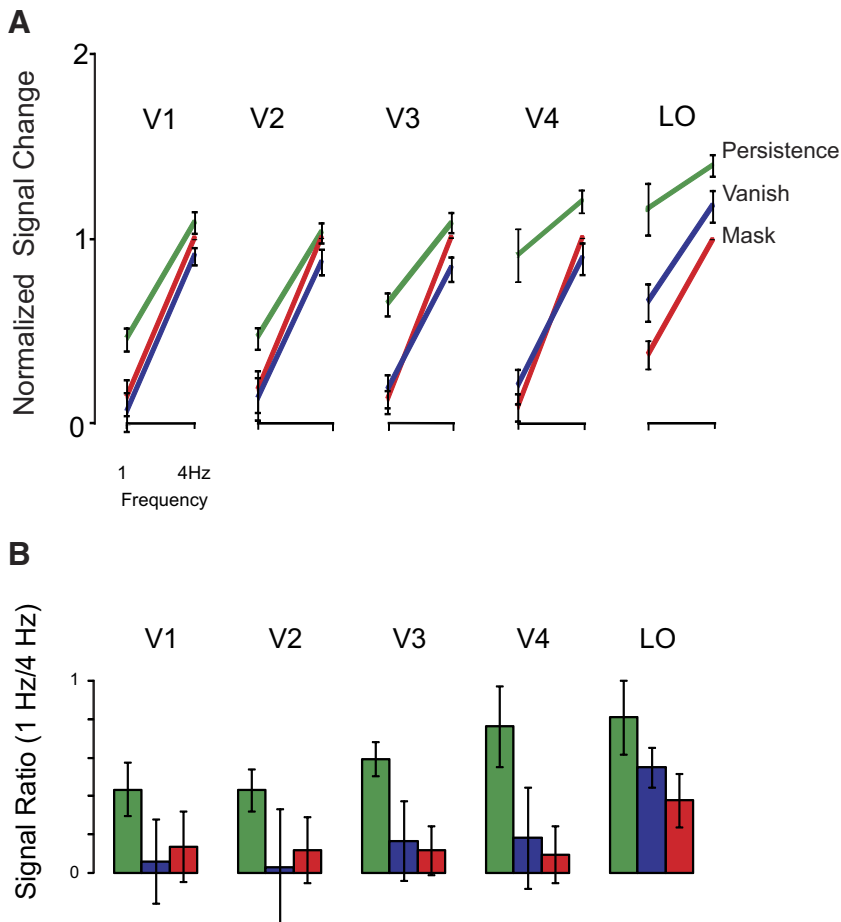 A
2
1
0
Normalized Signal Change
V1
V2
V3
V4
LO
Persistence
Vanish
Mask
1
4Hz
Frequency
B
Signal Ratio (1 Hz/4 Hz)
1
0
V1
V2
V3
V4
LO